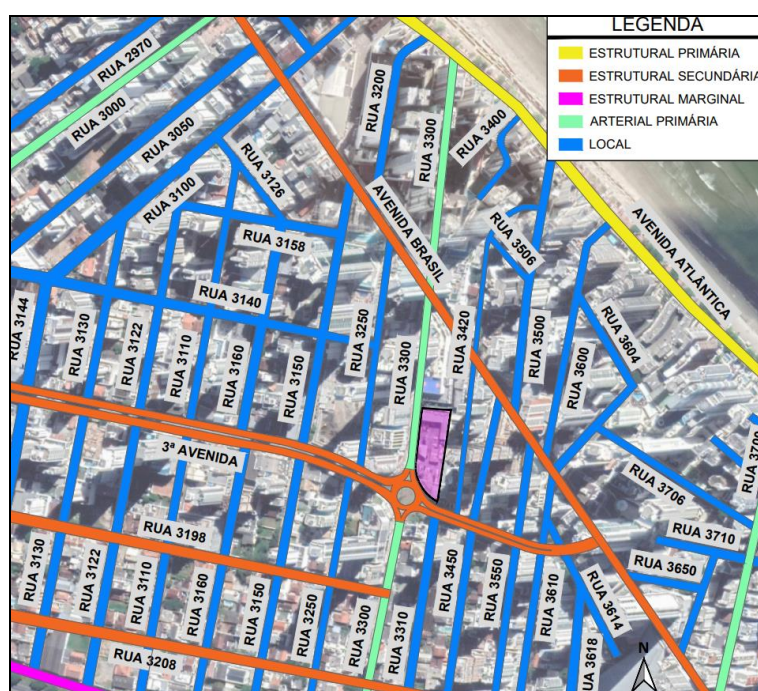 LEGENDA
ESTRUTURAL PRIMÁRIA
ESTRUTURAL SECUNDÁRIA
ESTRUTURAL MARGINAL
ARTERIAL PRIMÁRIA
LOCAL
RUA 2970
RUA 3000
RUA 3050
RUA 3100
RUA 3126
RUA 3200
RUA 3300
RUA 3400
AVENIDA BRASIL
AVENIDA ATLÂNTICA
RUA 3158
RUA 3506
RUA 3140
RUA 3144
RUA 3130
RUA 3122
RUA 3110
RUA 3160
RUA 3150
RUA 3250
RUA 3300
RUA 3420
RUA 3500
RUA 3600
RUA 3604
3ª AVENIDA
RUA 3700
RUA 3706
RUA 3710
RUA 3650
RUA 3198
RUA 3130
RUA 3122
RUA 3110
RUA 3160
RUA 3150
RUA 3250
RUA 3300
RUA 3310
RUA 3450
RUA 3550
RUA 3610
RUA 3614
RUA 3618
RUA 3208
N